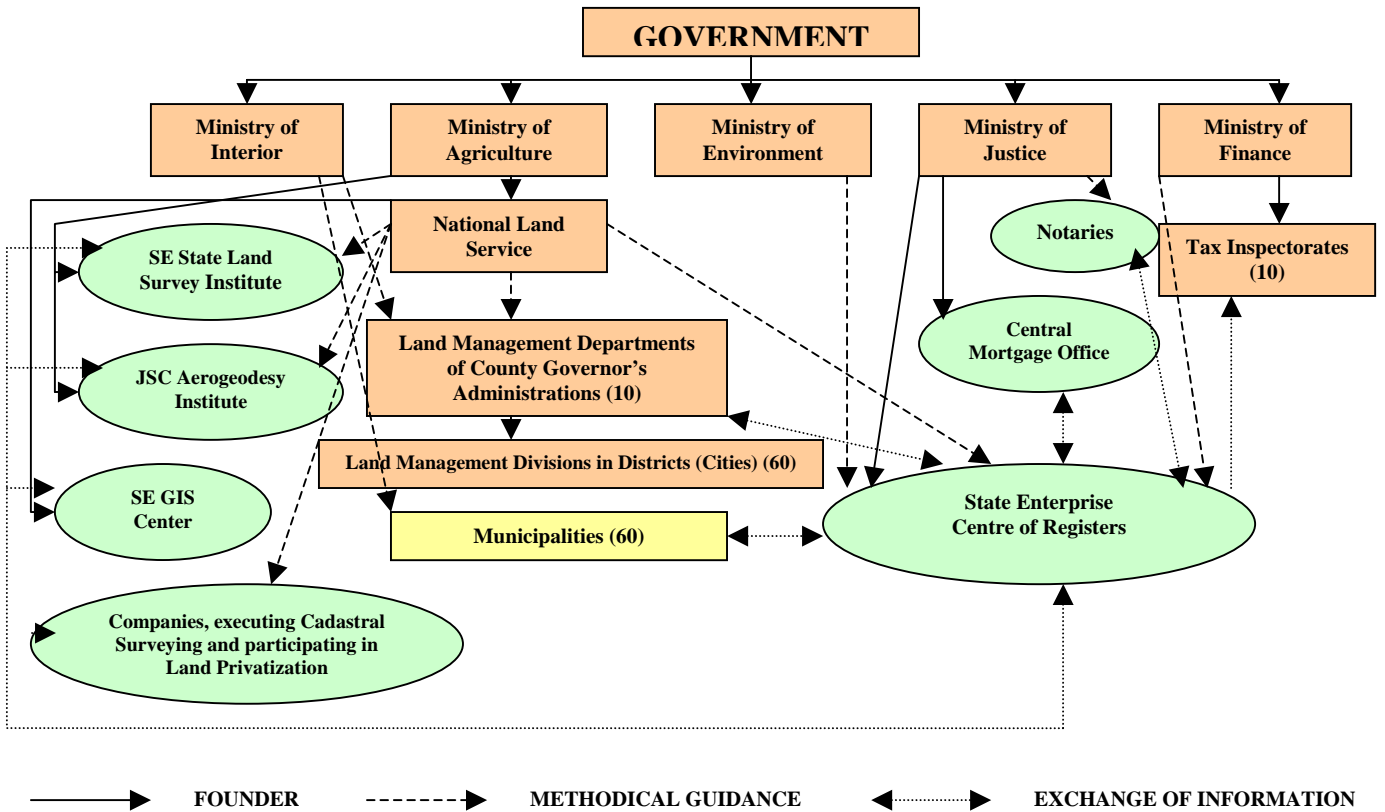 GOVERNMENT
Ministry of
Interior
Ministry of
Agriculture
Ministry of
Environment
Ministry of
Justice
Ministry of
Finance
National Land
Service
Notaries
Tax Inspectorates
(10)
SE State Land
Survey Institute
Central
Mortgage Office
Land Management Departments
of County Governor's
Administrations (10)
JSC Aerogeodesy
Institute
Land Management Divisions in Districts (Cities) (60)
SE GIS
Center
State Enterprise
Centre of Registers
Municipalities (60)
Companies, executing Cadastral
Surveying and participating in
Land Privatization
FOUNDER
METHODICAL GUIDANCE
EXCHANGE OF INFORMATION